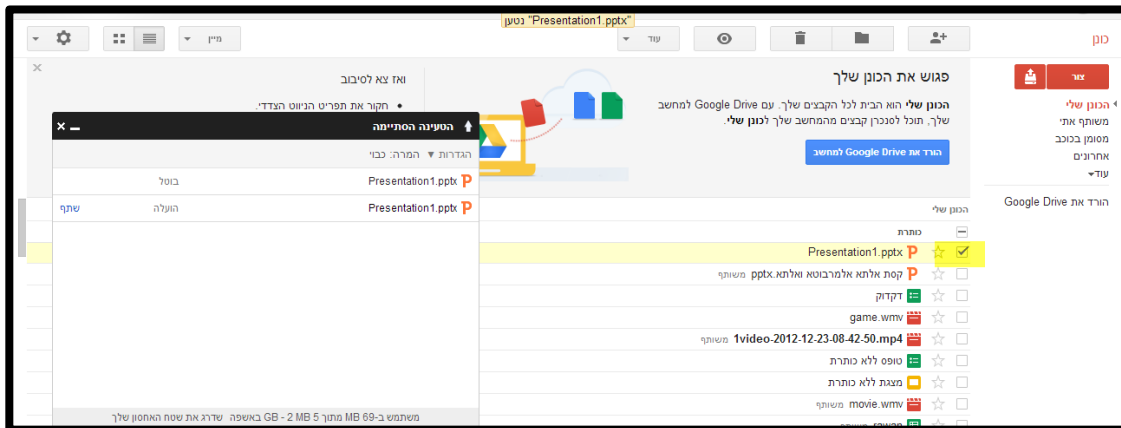 "Presentation1.pptx" נטען
כונן
עוד
מיין
צור
הכונן שלי
משותף אתי
מסומן בכוכב
אחרונים
עוד
הורד את Google Drive
פגוש את הכונן שלך
הכונן שלי הוא הבית לכל הקבצים שלך. עם Google Drive למחשב
שלך, תוכל לסנכרן קבצים מהמחשב שלך לכונן שלי.
הורד את Google Drive למחשב
ואז צא לסיבוב
חקור את תפריט הניווט הצדדי.
הטעינה הסתיימה
הגדרות המרה: כבוי
Presentation1.pptx בוטל
Presentation1.pptx הועלה שתף
משתמש ב-69 MB מתוך 5 GB - 2 MB באשפה שדרג את שטח האחסון שלך
הכונן שלי
כותרת
Presentation1.pptx
קסת אלתא אלמרבוטא ואלתא.pptx משותף
דקדוק
game.wmv
1video-2012-12-23-08-42-50.mp4 משותף
טופס ללא כותרת
מצגת ללא כותרת
movie.wmv משותף
rawan משותף